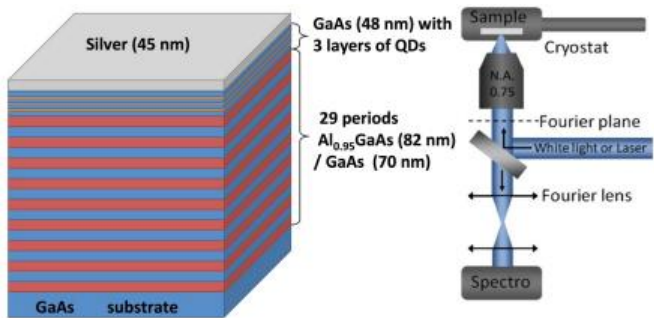 Silver (45 nm)
GaAs (48 nm) with
3 layers of QDs
29 periods
Al0.95GaAs (82 nm)
/ GaAs (70 nm)
GaAs substrate
Sample
Cryostat
N.A.
0.75
Fourier plane
White light or Laser
Fourier lens
Spectro